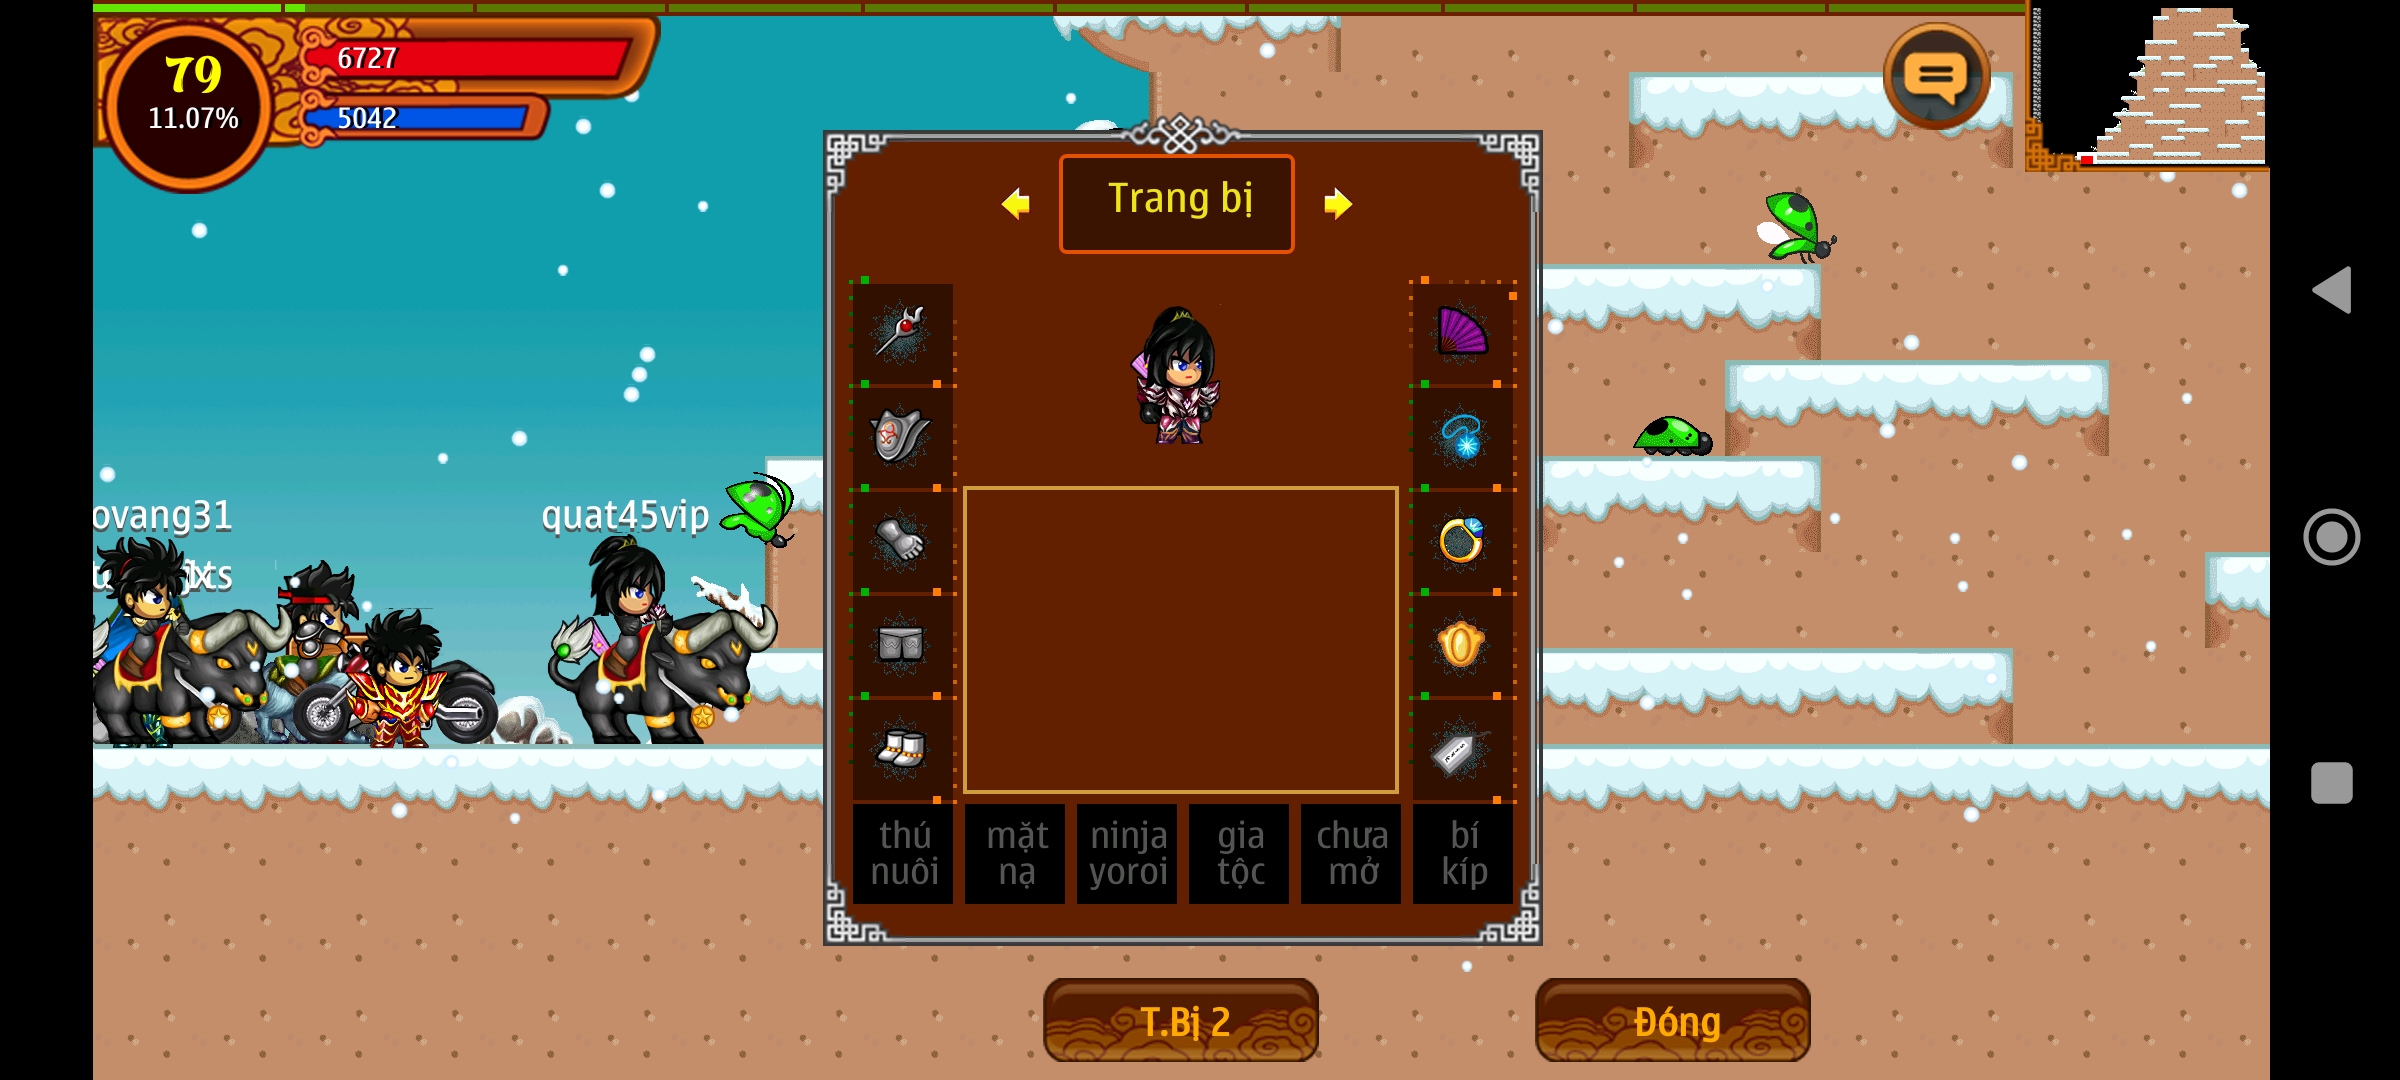 79
11.07%
6727
5042
Trang bị
ovang31
quat45vip
thú nuôi
mặt nạ
ninja yoroi
gia tộc
chưa mở
bí kíp
T.Bị 2
Đóng